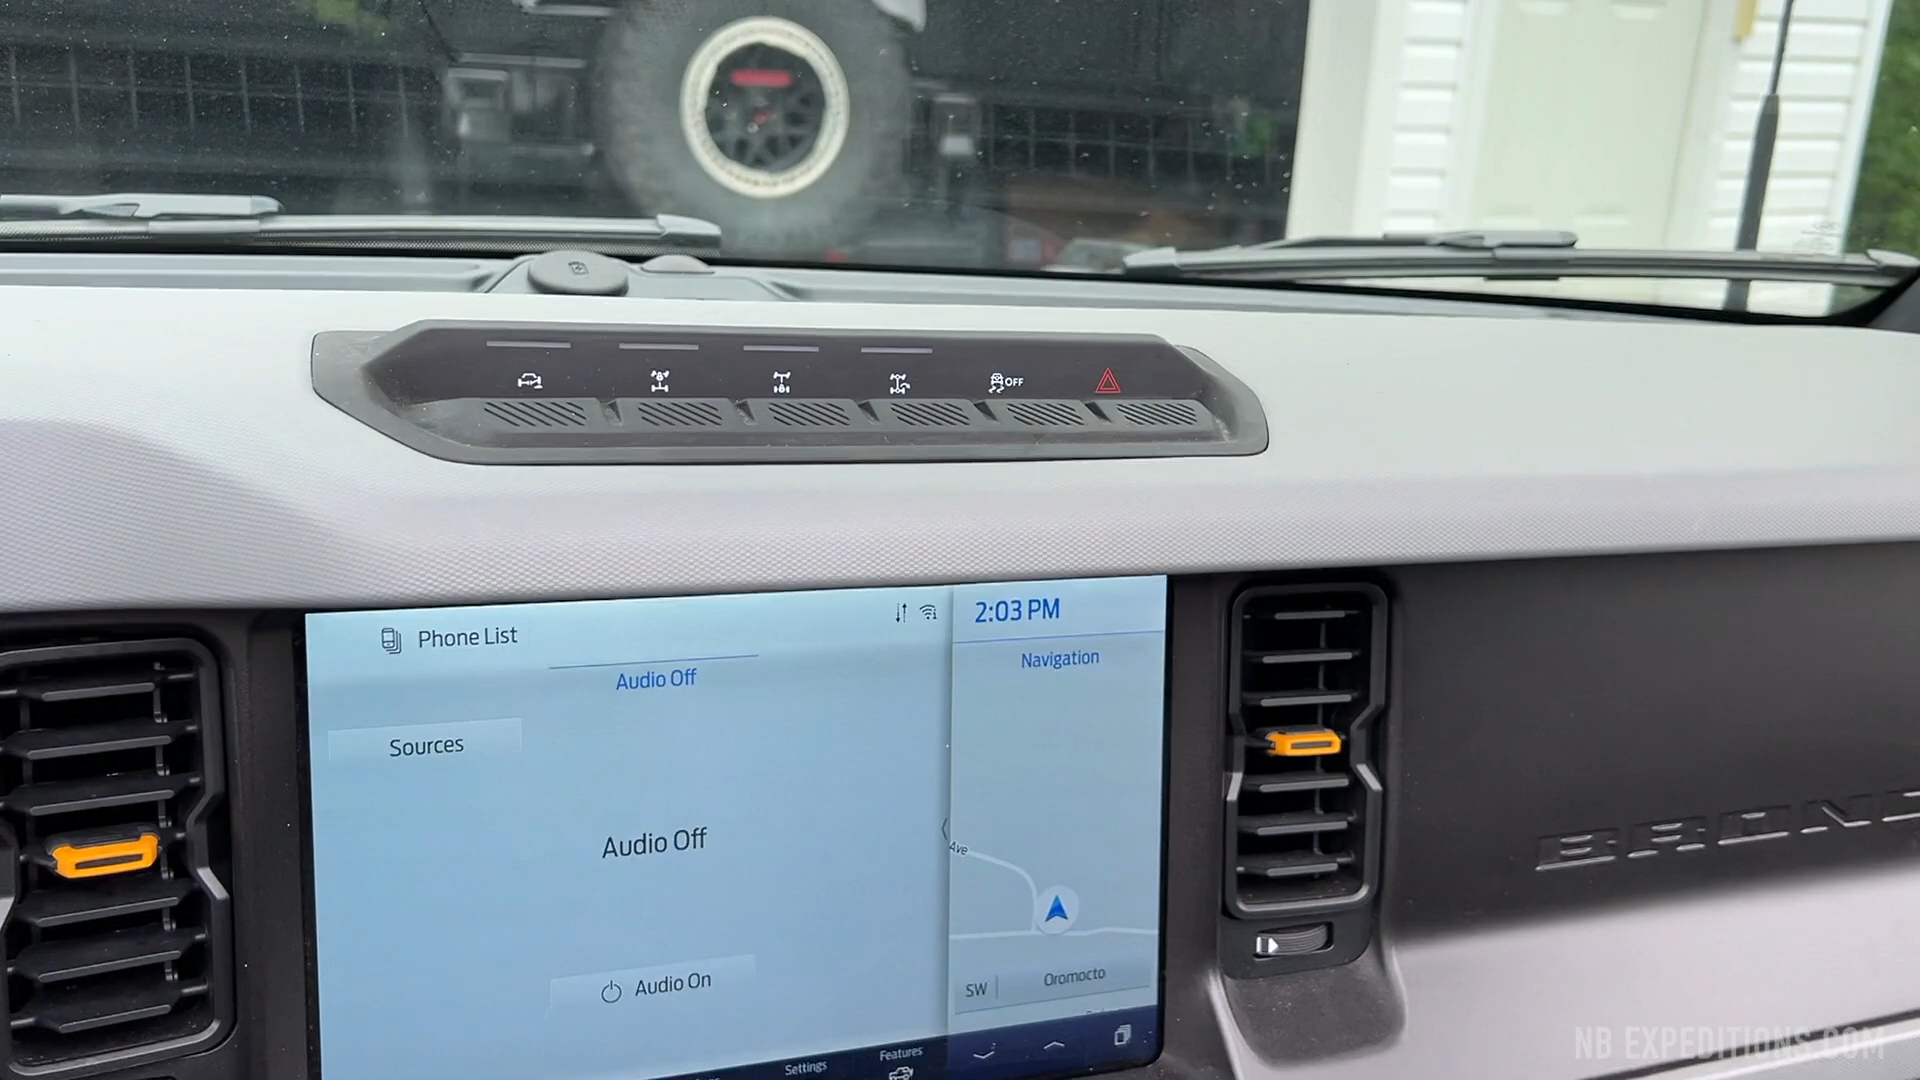 OFF
Phone List
2:03 PM
Audio Off
Navigation
Sources
Audio Off
Ave
Audio On
SW
Oromocto
Settings
Features
NB EXPEDITIONS.COM